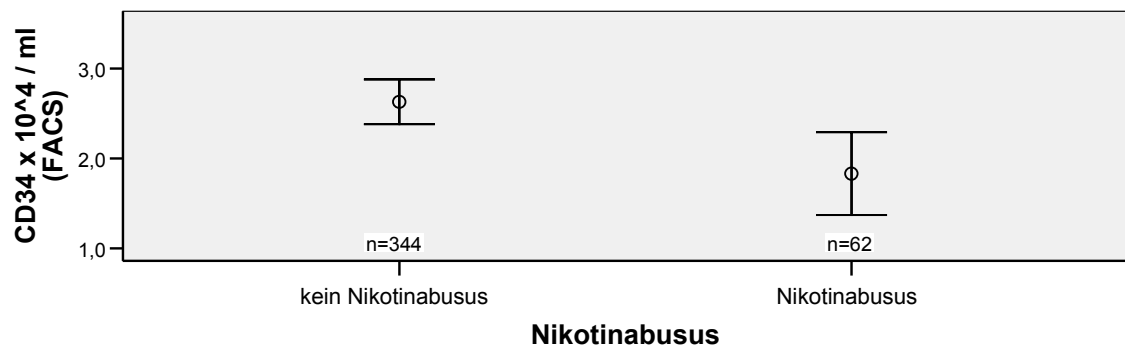 CD34 x 10^4 / ml
(FACS)
3,0
2,0
1,0
n=344
n=62
kein Nikotinabusus
Nikotinabusus
Nikotinabusus